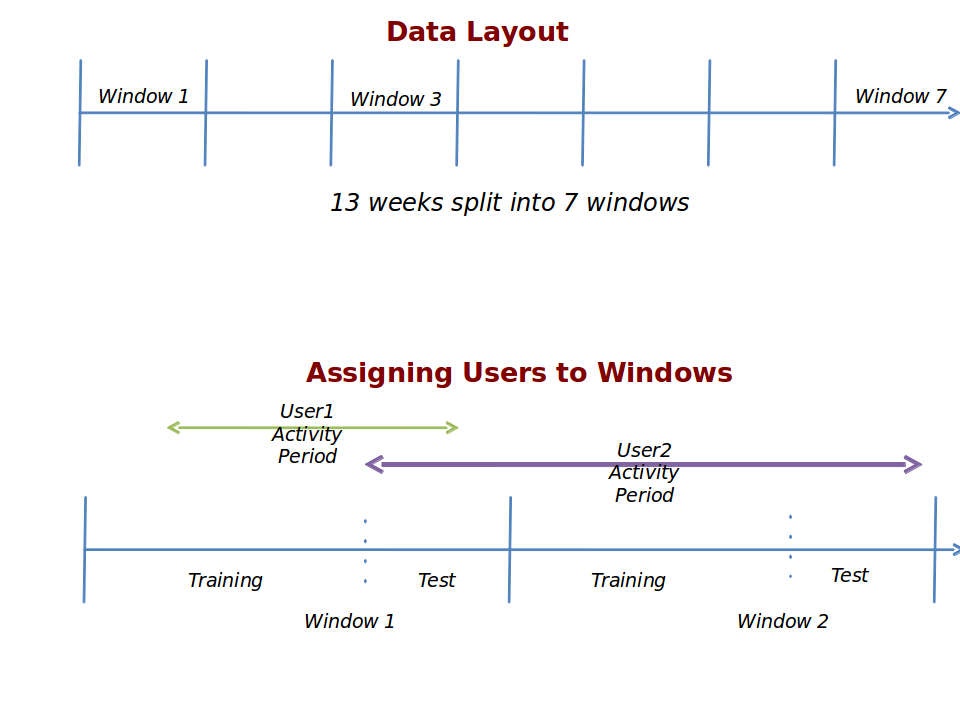 Data Layout
Window 1
Window 3
Window 7
13 weeks split into 7 windows
Assigning Users to Windows
User1
Activity
Period
User2
Activity
Period
Training
Test
Training
Test
Window 1
Window 2